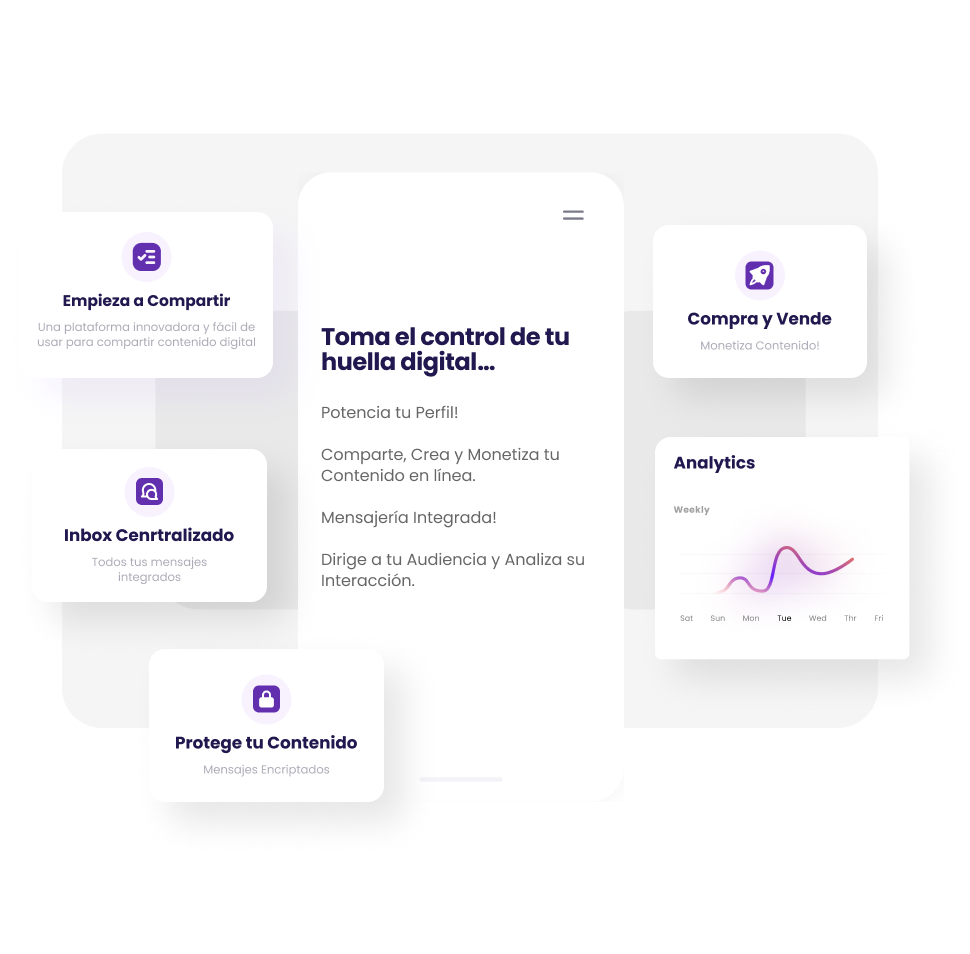 Empieza a Compartir
Una plataforma innovadora y fácil de
usar para compartir contenido digital
Inbox Cenrtralizado
Todos tus mensajes
integrados
Protege tu Contenido
Mensajes Encriptados
Toma el control de tu
huella digital...
Potencia tu Perfil!
Comparte, Crea y Monetiza tu
Contenido en línea.
Mensajería Integrada!
Dirige a tu Audiencia y Analiza su
Interacción.
Compra y Vende
Monetiza Contenido!
Analytics
Weekly
Sat Sun Mon Tue Wed Thr Fri